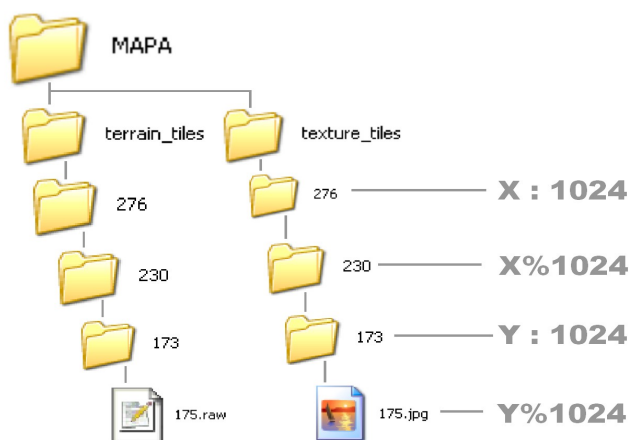 MAPA
terrain_tiles
texture_tiles
276
276
X : 1024
230
230
X%1024
173
173
Y : 1024
175.raw
175.jpg
Y%1024